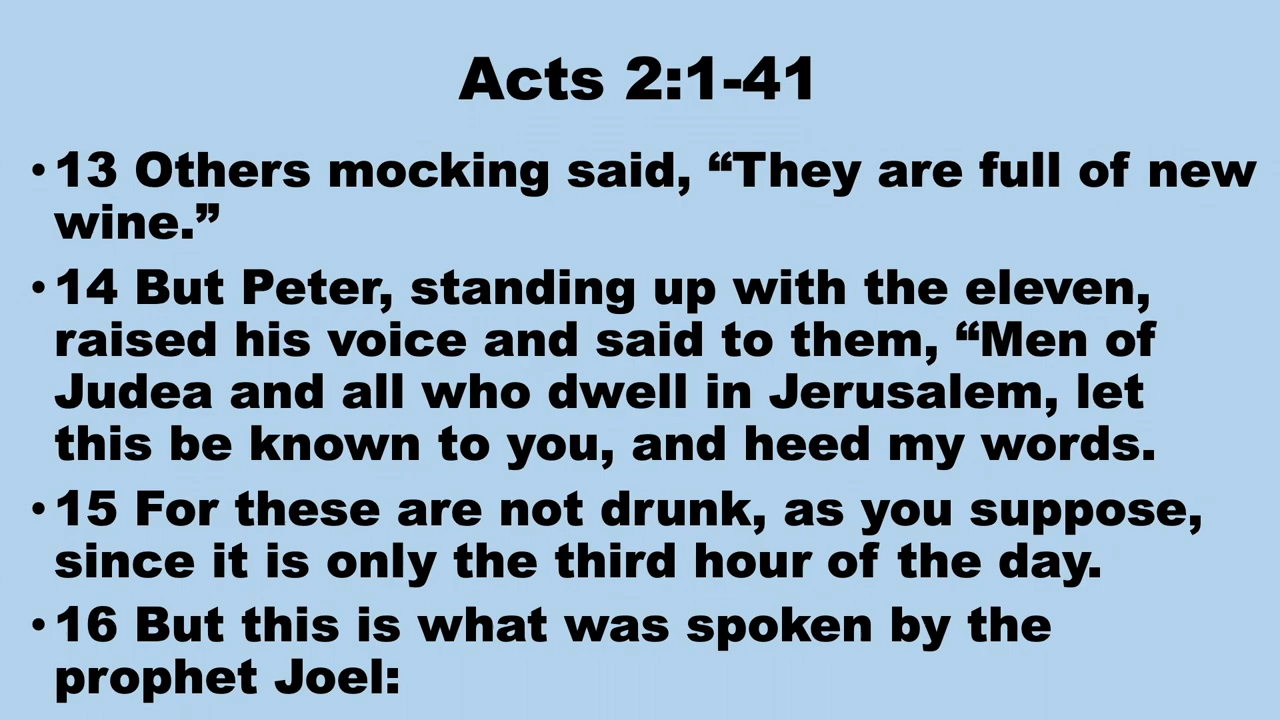 Acts 2:1-41
•13 Others mocking said, “They are full of new
wine.”
•14 But Peter, standing up with the eleven,
raised his voice and said to them, “Men of
Judea and all who dwell in Jerusalem, let
this be known to you, and heed my words.
•15 For these are not drunk, as you suppose,
since it is only the third hour of the day.
•16 But this is what was spoken by the
prophet Joel: